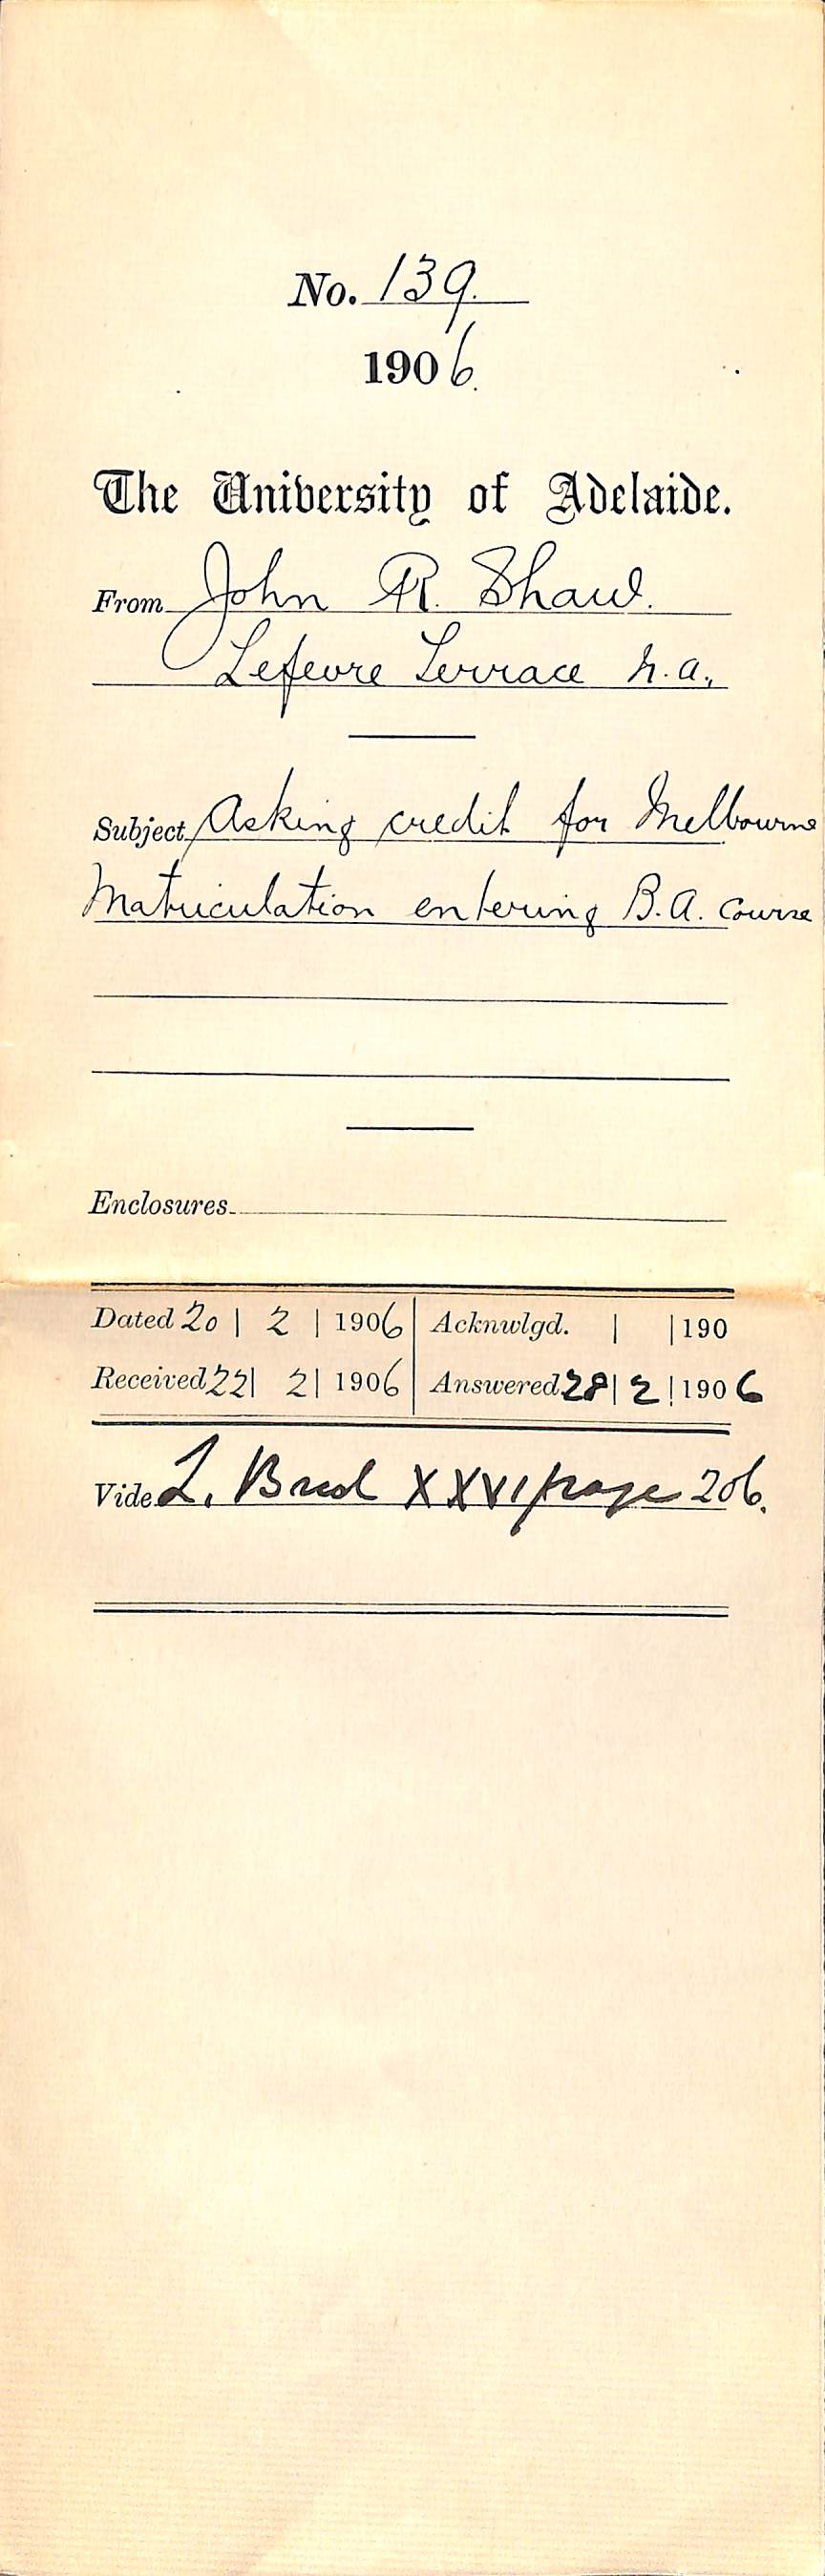 No. 139.
1906.
The University of Adelaide.
From John R. Shaw.
Lefevre Terrace N.A.,
Subject Asking credit for Melbourne
Matriculation entering B.A. Course
Enclosures
Dated 20 | 2 | 1906 Acknwlgd. | | 190
Received 22 | 2 | 1906 Answered 28 | 2 | 1906
Vide L. XXVI page 206.